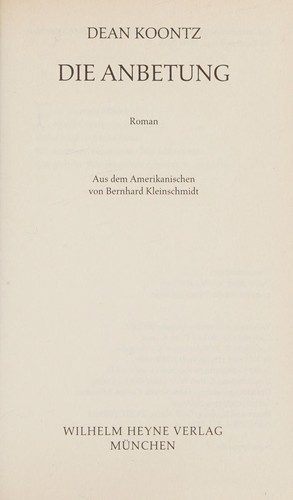 DEAN KOONTZ
DIE ANBETUNG
Roman
Aus dem Amerikanischen
von Bernhard Kleinschmidt
WILHELM HEYNE VERLAG
MÜNCHEN